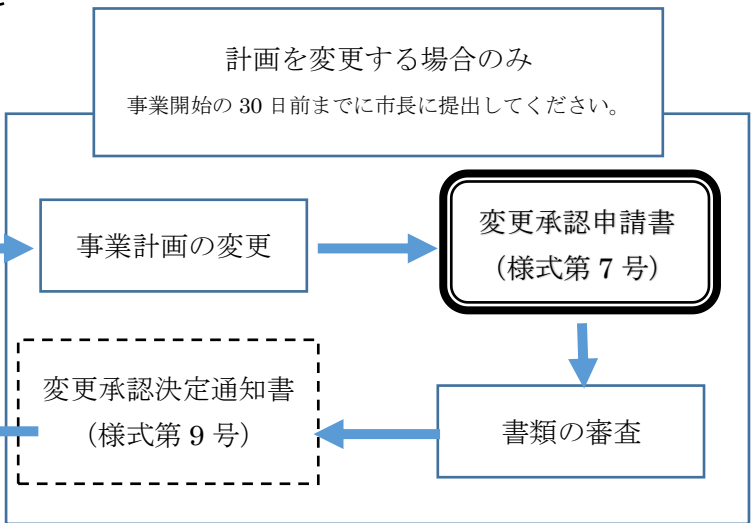 計画を変更する場合のみ
事業開始の 30 日前までに市長に提出してください。
事業計画の変更
変更承認申請書
（様式第 7 号）
変更承認決定通知書
（様式第 9 号）
書類の審査